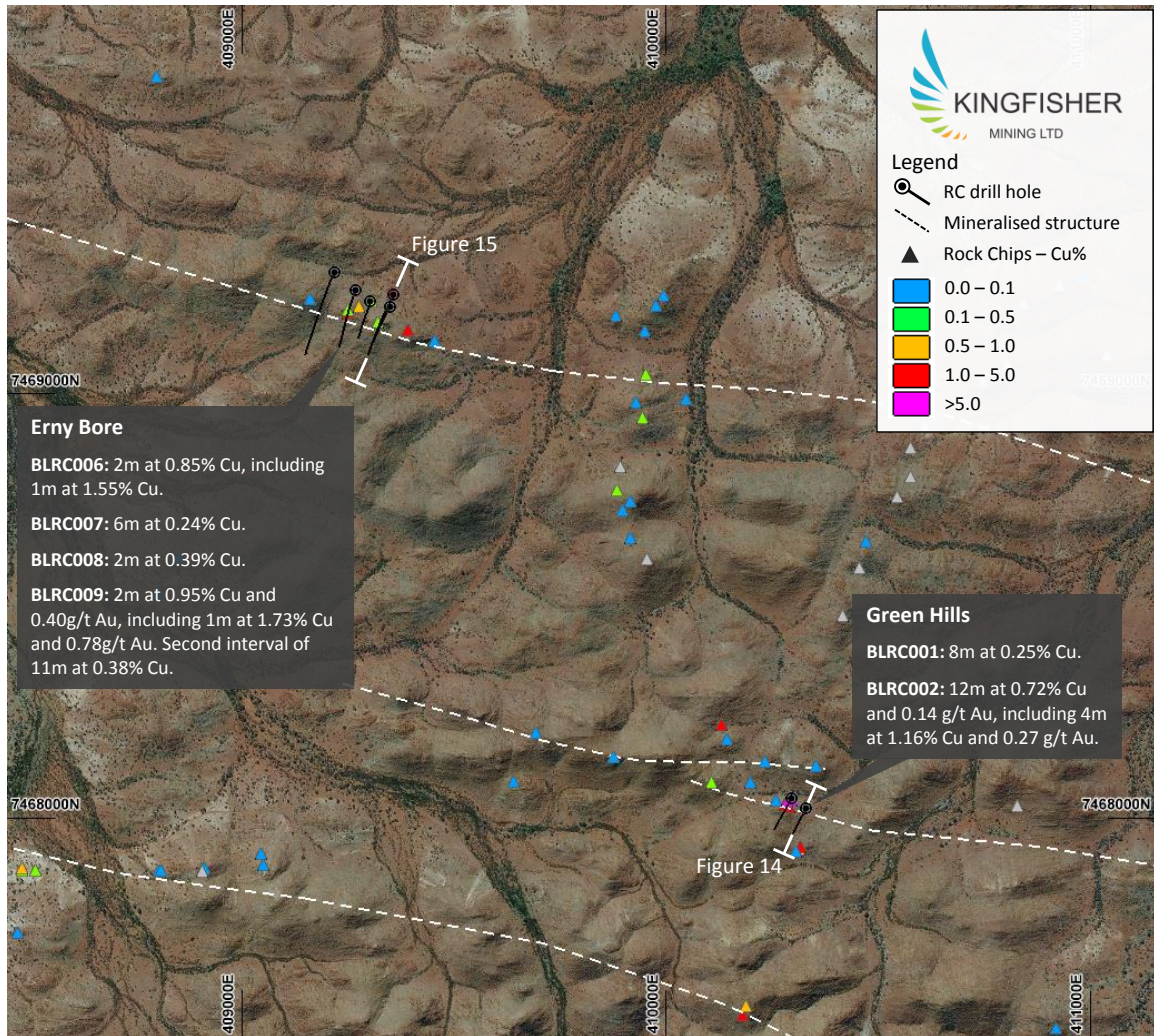 409000E
410000E
411000E
KINGFISHER
MINING LTD
Legend
RC drill hole
Mineralised structure
Rock Chips – Cu%
0.0 – 0.1
0.1 – 0.5
0.5 – 1.0
1.0 – 5.0
>5.0
Figure 15
7469000N
7469000N
Erny Bore
BLRC006: 2m at 0.85% Cu, including
1m at 1.55% Cu.
BLRC007: 6m at 0.24% Cu.
BLRC008: 2m at 0.39% Cu.
BLRC009: 2m at 0.95% Cu and
0.40g/t Au, including 1m at 1.73% Cu
and 0.78g/t Au. Second interval of
11m at 0.38% Cu.
Green Hills
BLRC001: 8m at 0.25% Cu.
BLRC002: 12m at 0.72% Cu
and 0.14 g/t Au, including 4m
at 1.16% Cu and 0.27 g/t Au.
7468000N
7468000N
Figure 14
409000E
410000E
411000E